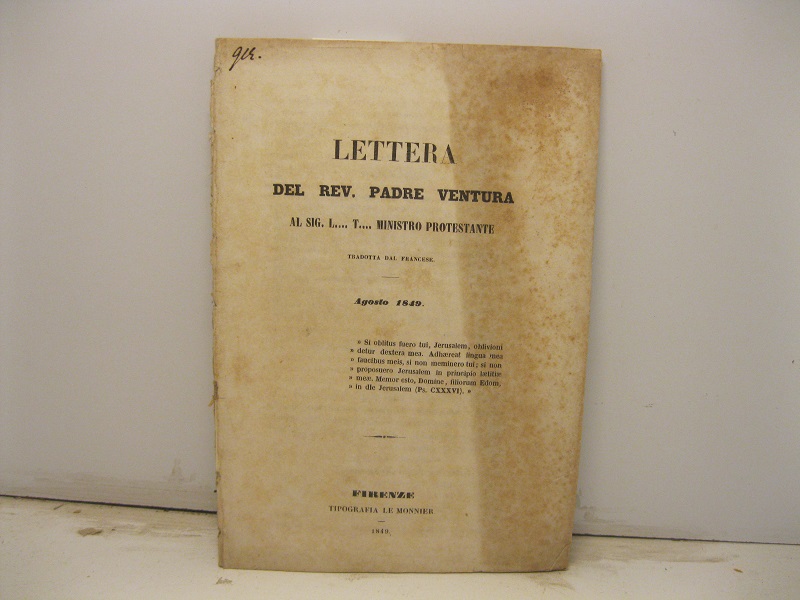 LETTERA
DEL REV. PADRE VENTURA
AL SIG. L.... T.... MINISTRO PROTESTANTE
TRADOTTA DAL FRANCESE.
Agosto 1849.
» Si oblitus fuero tui, Jerusalem, oblivioni
» detur dextera mea. Adhæreat lingua mea
» faucibus meis, si non meminero tui; si non
» proposuero Jerusalem in principio lætitiæ
» meæ. Memor esto, Domine, filiorum Edom,
» in die Jerusalem (Ps. CXXXVI). »
FIRENZE
TIPOGRAFIA LE MONNIER
1849.